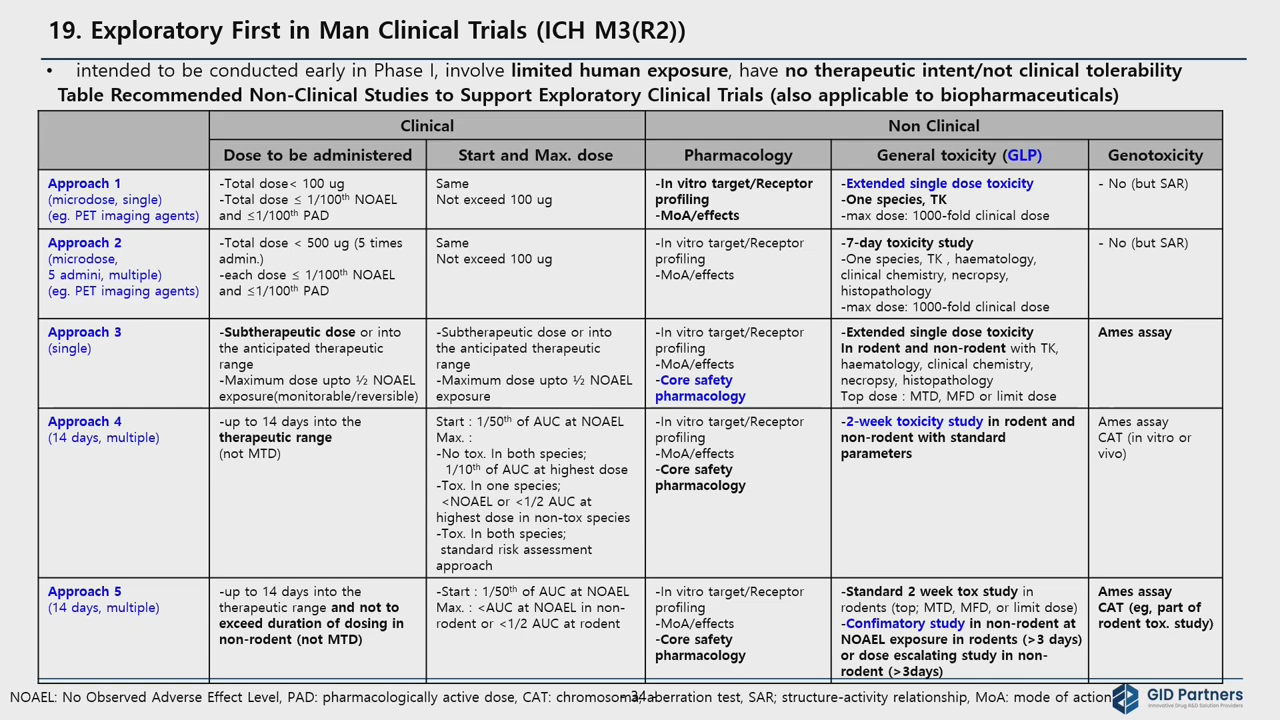 19. Exploratory First in Man Clinical Trials (ICH M3(R2))
• intended to be conducted early in Phase I, involve limited human exposure, have no therapeutic intent/not clinical tolerability
Table Recommended Non-Clinical Studies to Support Exploratory Clinical Trials (also applicable to biopharmaceuticals)
Clinical
Non Clinical
Dose to be administered
Start and Max. dose
Pharmacology
General toxicity (GLP)
Genotoxicity
Approach 1
(microdose, single)
(eg. PET imaging agents)
-Total dose< 100 ug
-Total dose ≤ 1/100th NOAEL
and ≤1/100th PAD
Same
Not exceed 100 ug
-In vitro target/Receptor
profiling
-MoA/effects
-Extended single dose toxicity
-One species, TK
-max dose: 1000-fold clinical dose
- No (but SAR)
Approach 2
(microdose,
5 admini, multiple)
(eg. PET imaging agents)
-Total dose < 500 ug (5 times
admin.)
-each dose ≤ 1/100th NOAEL
and ≤1/100th PAD
Same
Not exceed 100 ug
-In vitro target/Receptor
profiling
-MoA/effects
-7-day toxicity study
-One species, TK , haematology,
clinical chemistry, necropsy,
histopathology
-max dose: 1000-fold clinical dose
- No (but SAR)
Approach 3
(single)
-Subtherapeutic dose or into
the anticipated therapeutic
range
-Maximum dose upto ½ NOAEL
exposure(monitorable/reversible)
-Subtherapeutic dose or into
the anticipated therapeutic
range
-Maximum dose upto ½ NOAEL
exposure
-In vitro target/Receptor
profiling
-MoA/effects
-Core safety
pharmacology
-Extended single dose toxicity
In rodent and non-rodent with TK,
haematology, clinical chemistry,
necropsy, histopathology
Top dose : MTD, MFD or limit dose
Ames assay
Approach 4
(14 days, multiple)
-up to 14 days into the
therapeutic range
(not MTD)
Start : 1/50th of AUC at NOAEL
Max. :
-No tox. In both species;
1/10th of AUC at highest dose
-Tox. In one species;
<NOAEL or <1/2 AUC at
highest dose in non-tox species
-Tox. In both species;
standard risk assessment
approach
-In vitro target/Receptor
profiling
-MoA/effects
-Core safety
pharmacology
-2-week toxicity study in rodent and
non-rodent with standard
parameters
Ames assay
CAT (in vitro or
vivo)
Approach 5
(14 days, multiple)
-up to 14 days into the
therapeutic range and not to
exceed duration of dosing in
non-rodent (not MTD)
-Start : 1/50th of AUC at NOAEL
Max. : <AUC at NOAEL in non-
rodent or <1/2 AUC at rodent
-In vitro target/Receptor
profiling
-MoA/effects
-Core safety
pharmacology
-Standard 2 week tox study in
rodents (top; MTD, MFD, or limit dose)
-Confimatory study in non-rodent at
NOAEL exposure in rodents (>3 days)
or dose escalating study in non-
rodent (>3days)
Ames assay
CAT (eg, part of
rodent tox. study)
NOAEL: No Observed Adverse Effect Level, PAD: pharmacologically active dose, CAT: chromosomal aberration test, SAR; structure-activity relationship, MoA: mode of action
- 34 -
GID Partners
Innovative Drug R&D Solution Providers